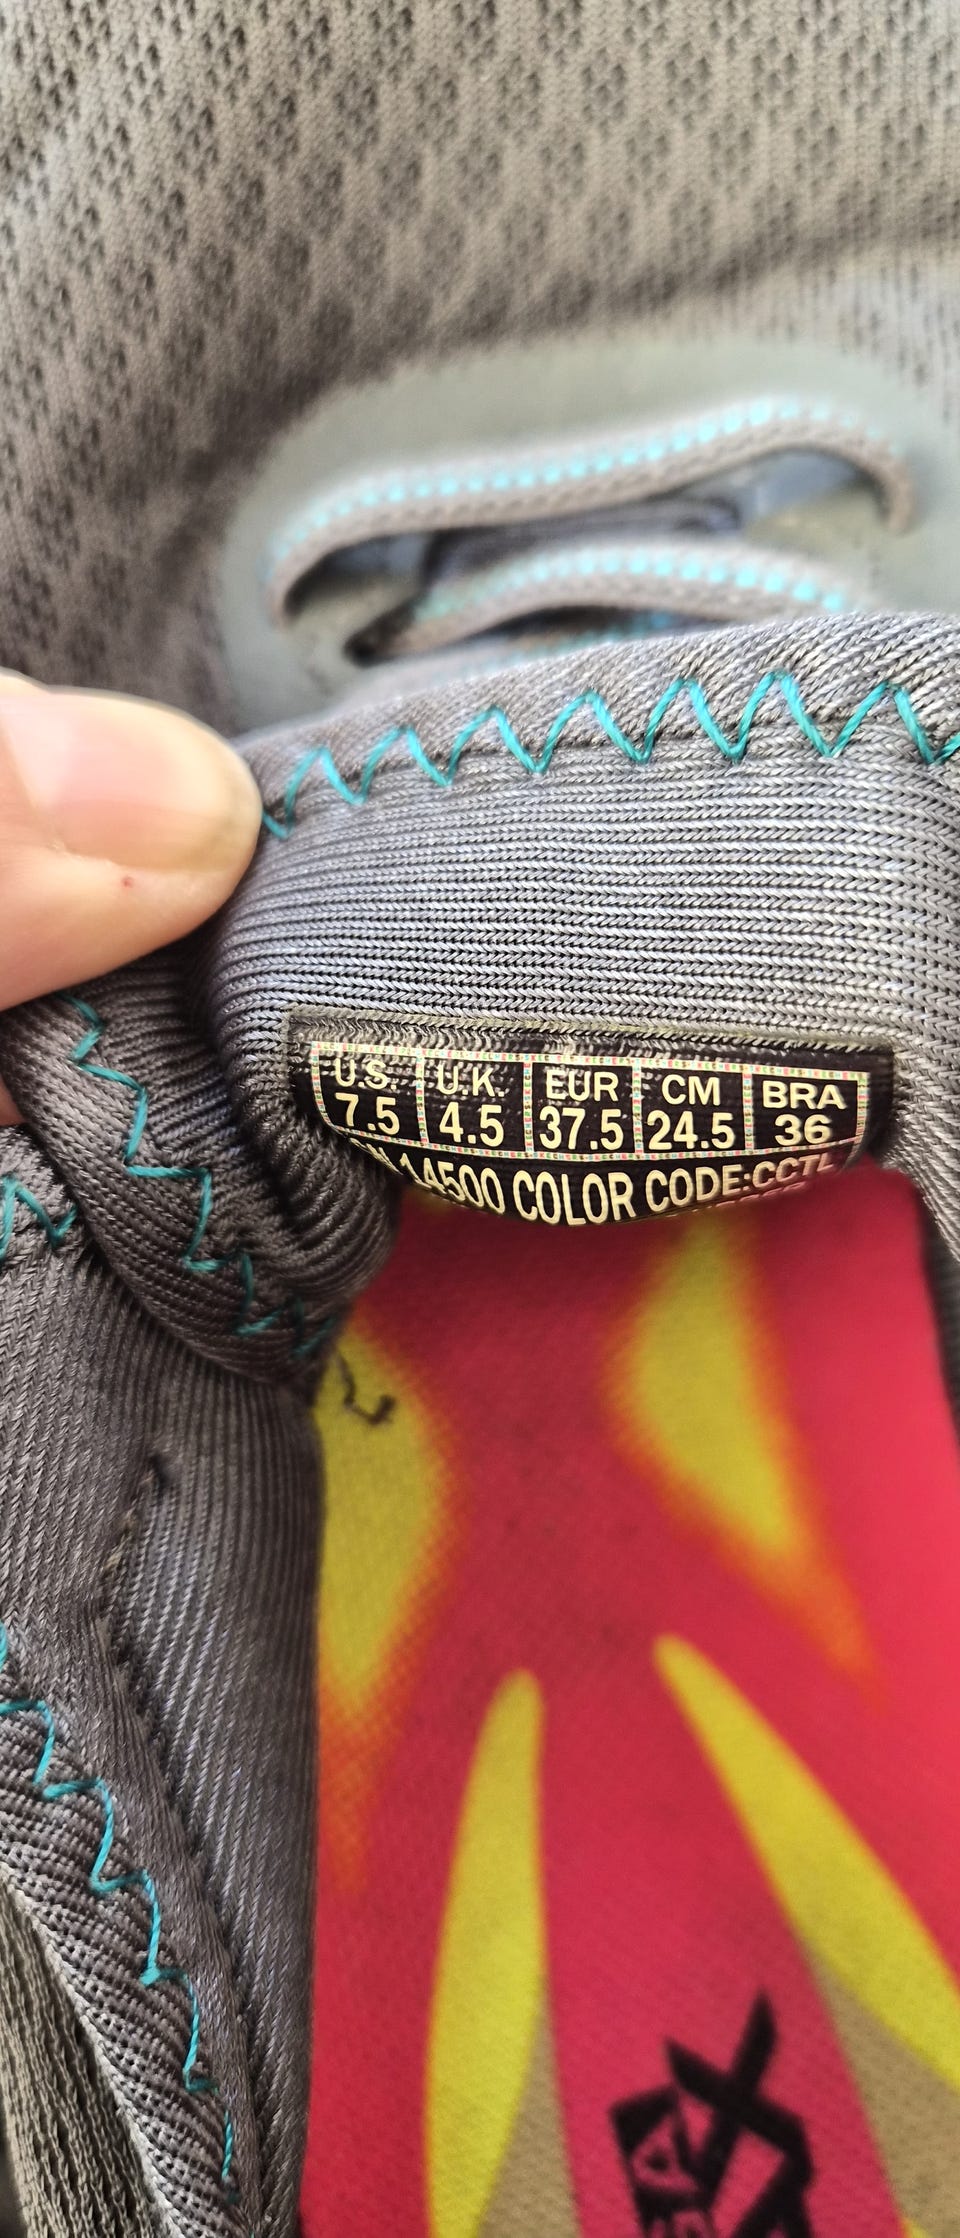 U.S. U.K. EUR CM BRA
7.5 4.5 37.5 24.5 36
14500 COLOR CODE:CCTL